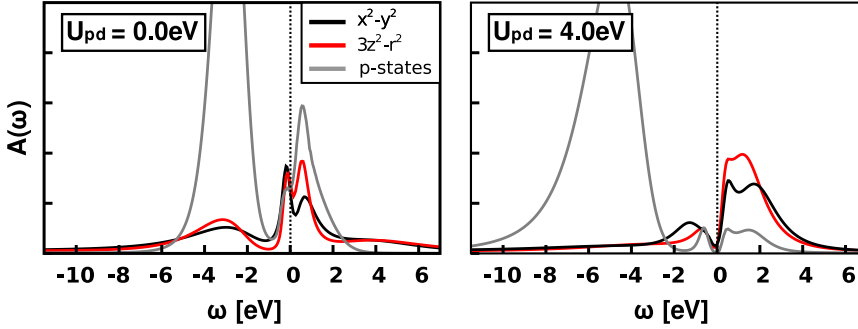 U_pd = 0.0eV
x²-y²
3z²-r²
p-states
A(ω)
-10 -8 -6 -4 -2 0 2 4 6
ω [eV]
U_pd = 4.0eV
-10 -8 -6 -4 -2 0 2 4 6
ω [eV]